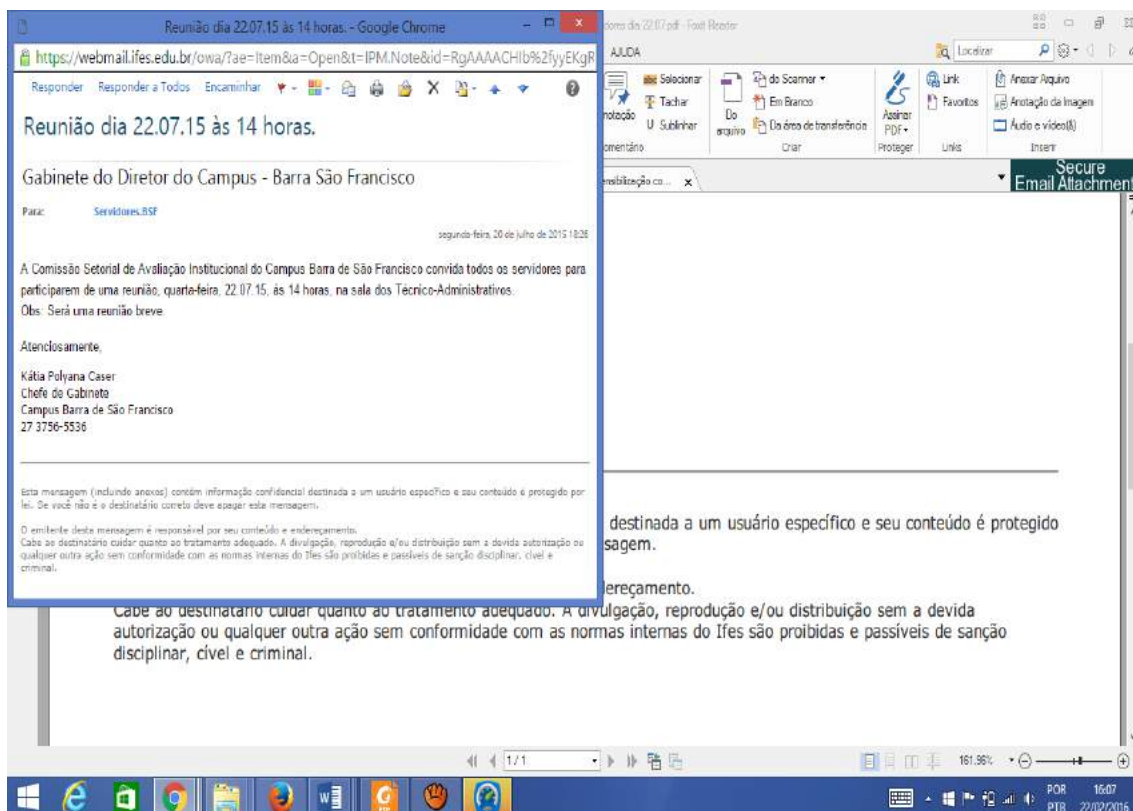 Reunião dia 22.07.15 às 14 horas. - Google Chrome
https://webmail.ifes.edu.br/owa/?ae=Item&a=Open&t=IPM.Note&id=RgAAAACHIb%2fyyEKgR
Responder Responder a Todos Encaminhar
Reunião dia 22.07.15 às 14 horas.
Gabinete do Diretor do Campus - Barra São Francisco
Para: Servidores.BSF
segunda-feira, 20 de julho de 2015 18:26
A Comissão Setorial de Avaliação Institucional do Campus Barra de São Francisco convida todos os servidores para
participarem de uma reunião, quarta-feira, 22.07.15, às 14 horas, na sala dos Técnico-Administrativos.
Obs: Será uma reunião breve.
Atenciosamente,
Kátia Polyana Caser
Chefe de Gabinete
Campus Barra de São Francisco
27 3756-5536
Esta mensagem (incluindo anexos) contém informação confidencial destinada a um usuário específico e seu conteúdo é protegido por
lei. Se você não é o destinatário correto deve apagar esta mensagem.
O emitente desta mensagem é responsável por seu conteúdo e endereçamento.
Cabe ao destinatário cuidar quanto ao tratamento adequado. A divulgação, reprodução e/ou distribuição sem a devida autorização ou
qualquer outra ação sem conformidade com as normas internas do Ifes são proibidas e passíveis de sanção disciplinar, cível e
criminal.
dores dia 22.07.pdf - Foxit Reader
AJUDA
Localizar
Selecionar
Tachar
U Sublinhar
notação
omentário
Do
arquivo
do Scanner
Em Branco
Da área de transferência
Criar
Assinar
PDF
Proteger
Link
Favoritos
Links
Anexar Arquivo
Anotação da Imagem
Áudio e vídeo(&)
Inserir
ensibilização co... x
Secure
Email Attachment
destinada a um usuário específico e seu conteúdo é protegido
sagem.
dereçamento.
Cabe ao destinatário cuidar quanto ao tratamento adequado. A divulgação, reprodução e/ou distribuição sem a devida
autorização ou qualquer outra ação sem conformidade com as normas internas do Ifes são proibidas e passíveis de sanção
disciplinar, cível e criminal.
1/1
161.96%
POR 16:07
PTB 22/02/2016